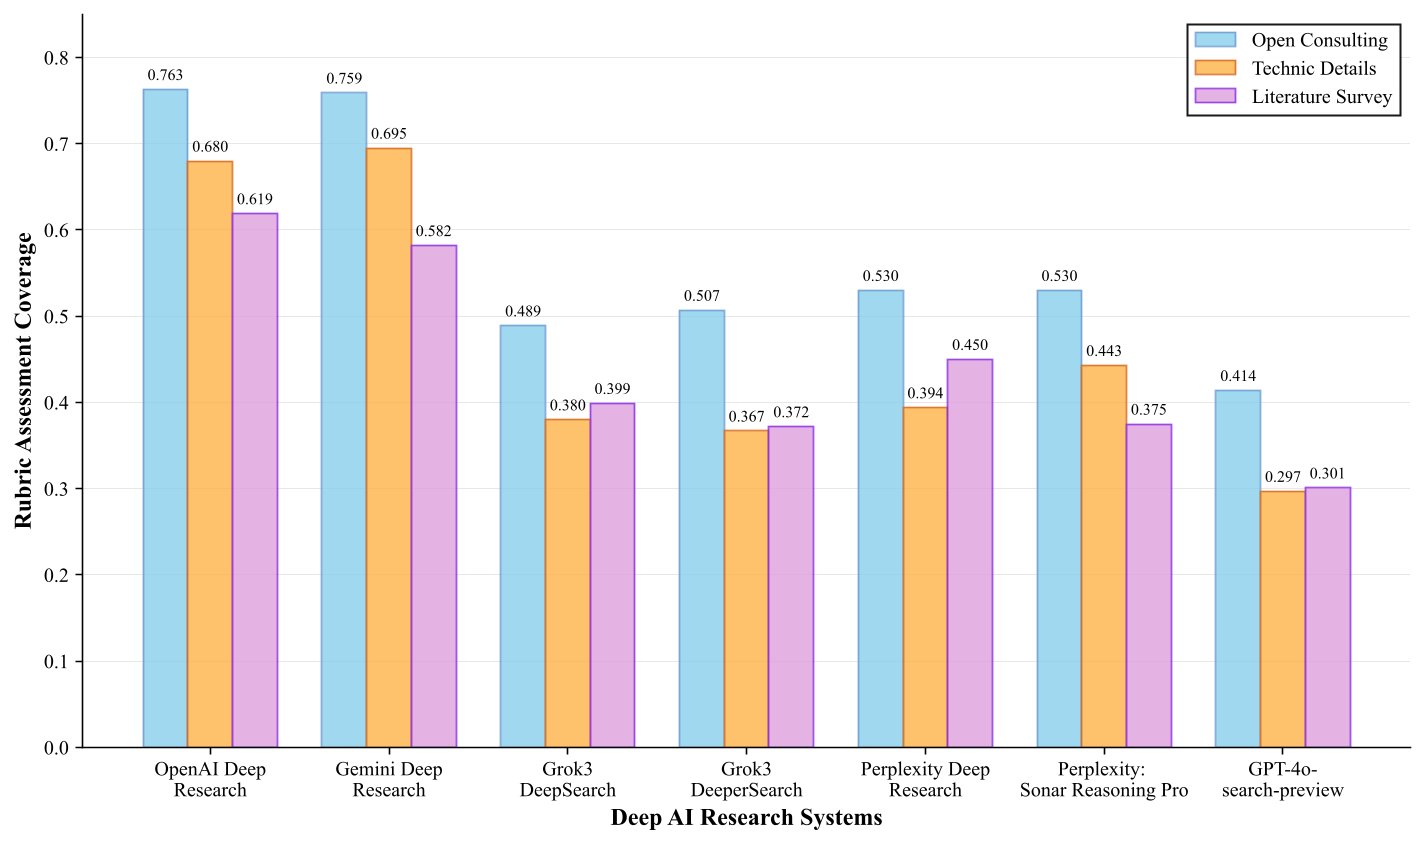 Open Consulting
Technic Details
Literature Survey
Rubric Assessment Coverage
0.8
0.7
0.6
0.5
0.4
0.3
0.2
0.1
0.0
0.763
0.680
0.619
0.759
0.695
0.582
0.489
0.380
0.399
0.507
0.367
0.372
0.530
0.394
0.450
0.530
0.443
0.375
0.414
0.297
0.301
OpenAI Deep
Research
Gemini Deep
Research
Grok3
DeepSearch
Grok3
DeeperSearch
Perplexity Deep
Research
Perplexity:
Sonar Reasoning Pro
GPT-4o-
search-preview
Deep AI Research Systems